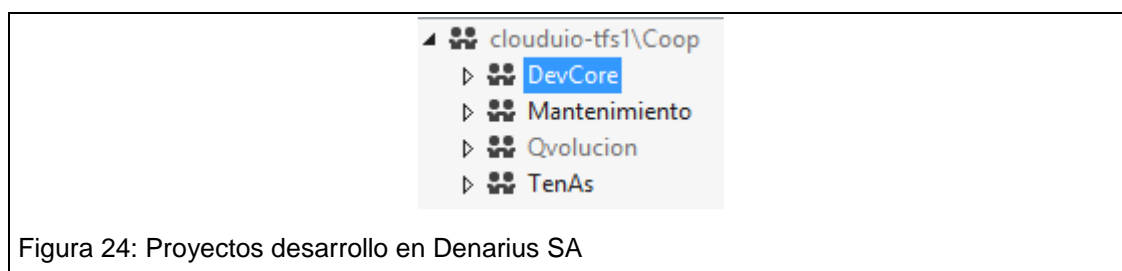 clouduio-tfs1\Coop
DevCore
Mantenimiento
Qvolucion
TenAs
Figura 24: Proyectos desarrollo en Denarius SA